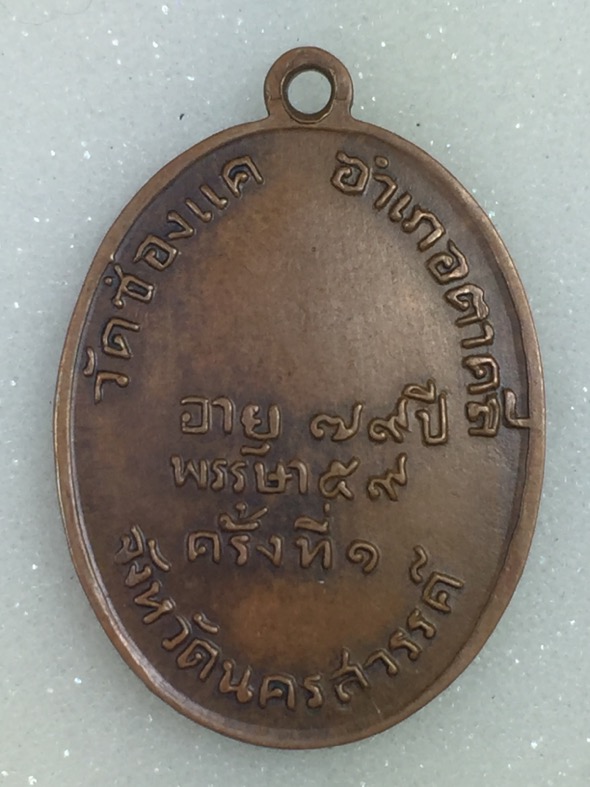 วัดช่องแค อำเภอตาคลี
อายุ ๗๙ ปี
พรรษา ๕๙
ครั้งที่ ๑
จังหวัดนครสวรรค์